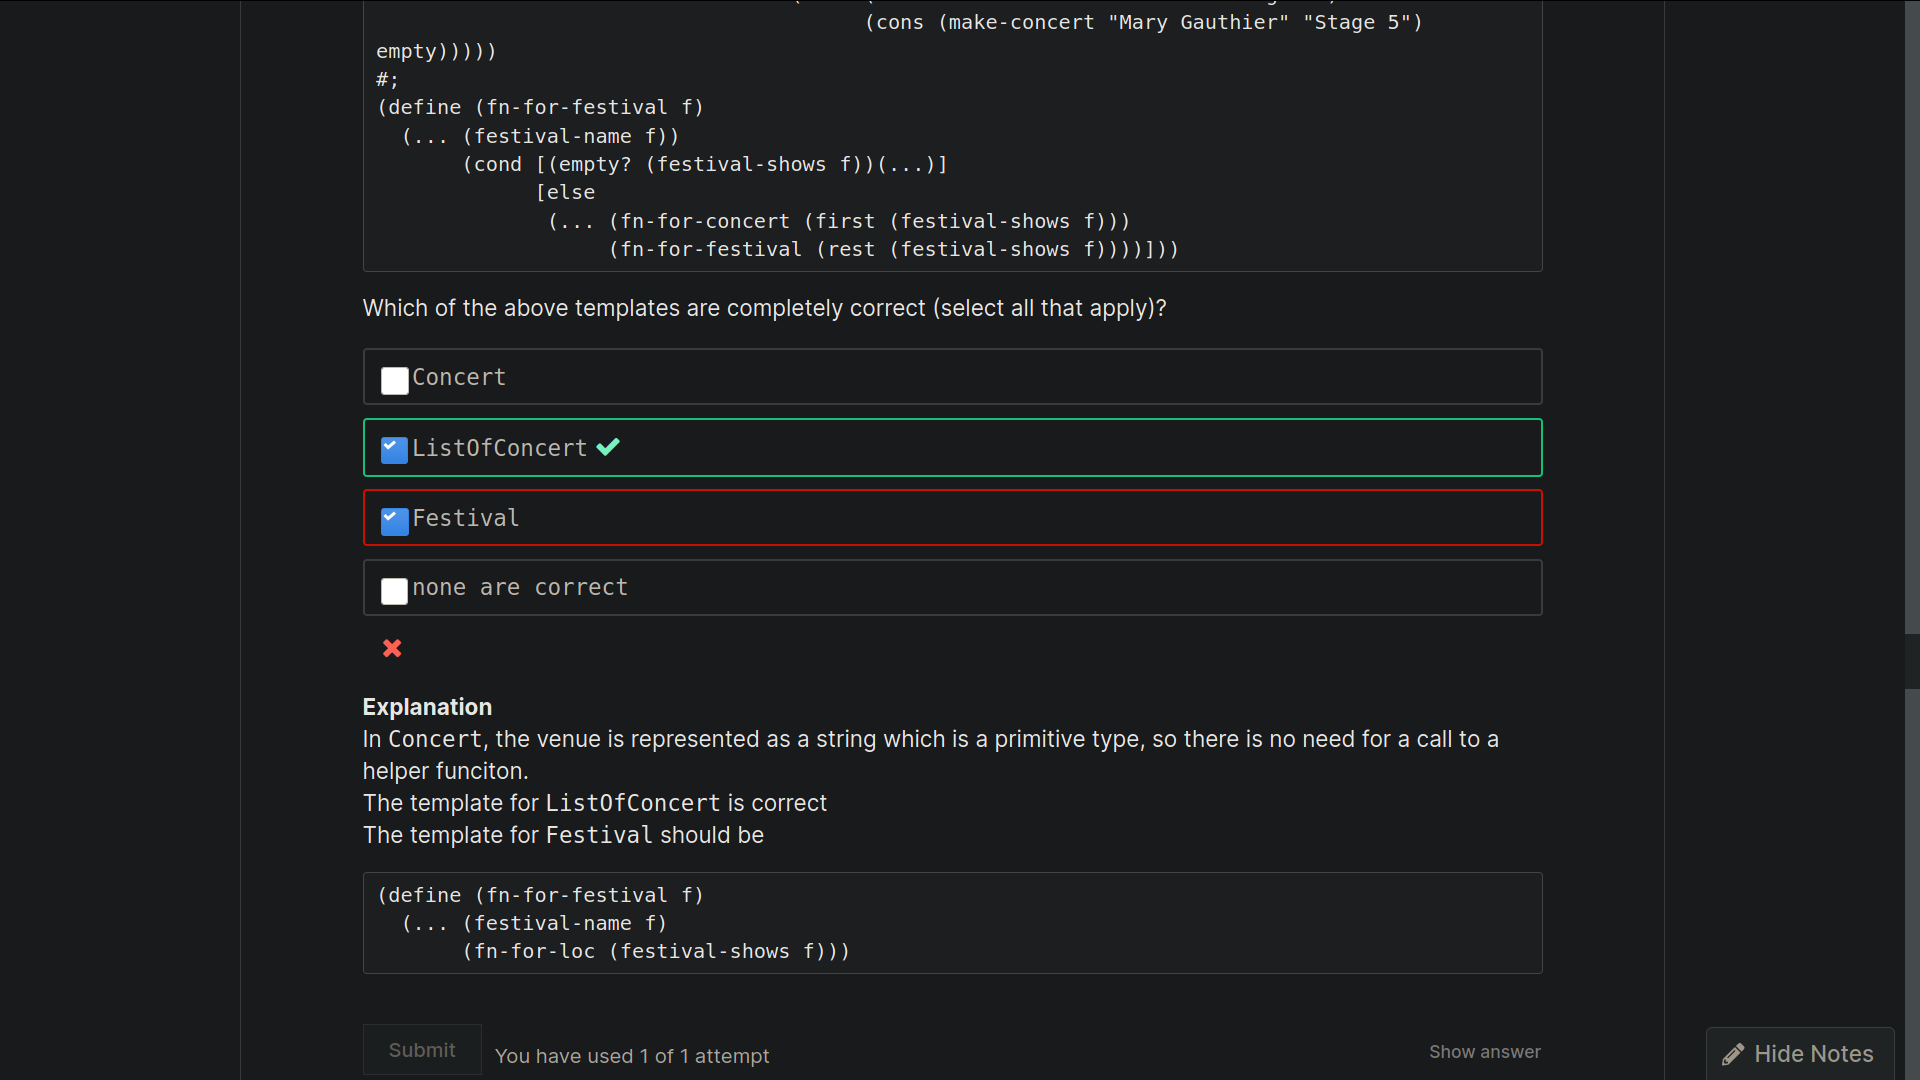 (cons (make-concert "Mary Gauthier" "Stage 5")
empty)))))
#;
(define (fn-for-festival f)
(... (festival-name f))
(cond [(empty? (festival-shows f))(...)]
[else
(... (fn-for-concert (first (festival-shows f)))
(fn-for-festival (rest (festival-shows f))))]))
Which of the above templates are completely correct (select all that apply)?
Concert
ListOfConcert
Festival
none are correct
Explanation
In Concert, the venue is represented as a string which is a primitive type, so there is no need for a call to a
helper funciton.
The template for ListOfConcert is correct
The template for Festival should be
(define (fn-for-festival f)
(... (festival-name f)
(fn-for-loc (festival-shows f)))
Submit
You have used 1 of 1 attempt
Show answer
Hide Notes